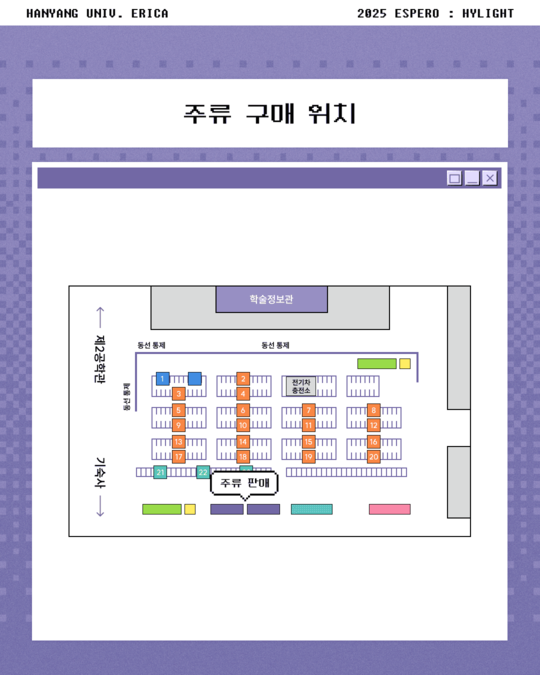 HANYANG UNIV. ERICA
2025 ESPERO : HYLIGHT
주류 구매 위치
학술정보관
동선 통제
동선 통제
제2공학관
동선 통제
기숙사
전기차
충전소
1
2
3
4
5
6
7
8
9
10
11
12
13
14
15
16
17
18
19
20
21
22
주류 판매